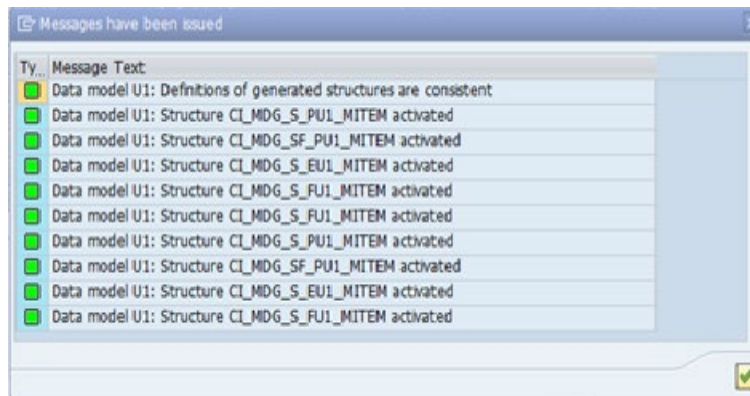 Messages have been issued
Ty... Message Text
Data model U1: Definitions of generated structures are consistent
Data model U1: Structure CI_MDG_S_PU1_MITEM activated
Data model U1: Structure CI_MDG_SF_PU1_MITEM activated
Data model U1: Structure CI_MDG_S_EU1_MITEM activated
Data model U1: Structure CI_MDG_S_FU1_MITEM activated
Data model U1: Structure CI_MDG_S_FU1_MITEM activated
Data model U1: Structure CI_MDG_S_PU1_MITEM activated
Data model U1: Structure CI_MDG_SF_PU1_MITEM activated
Data model U1: Structure CI_MDG_S_EU1_MITEM activated
Data model U1: Structure CI_MDG_S_FU1_MITEM activated